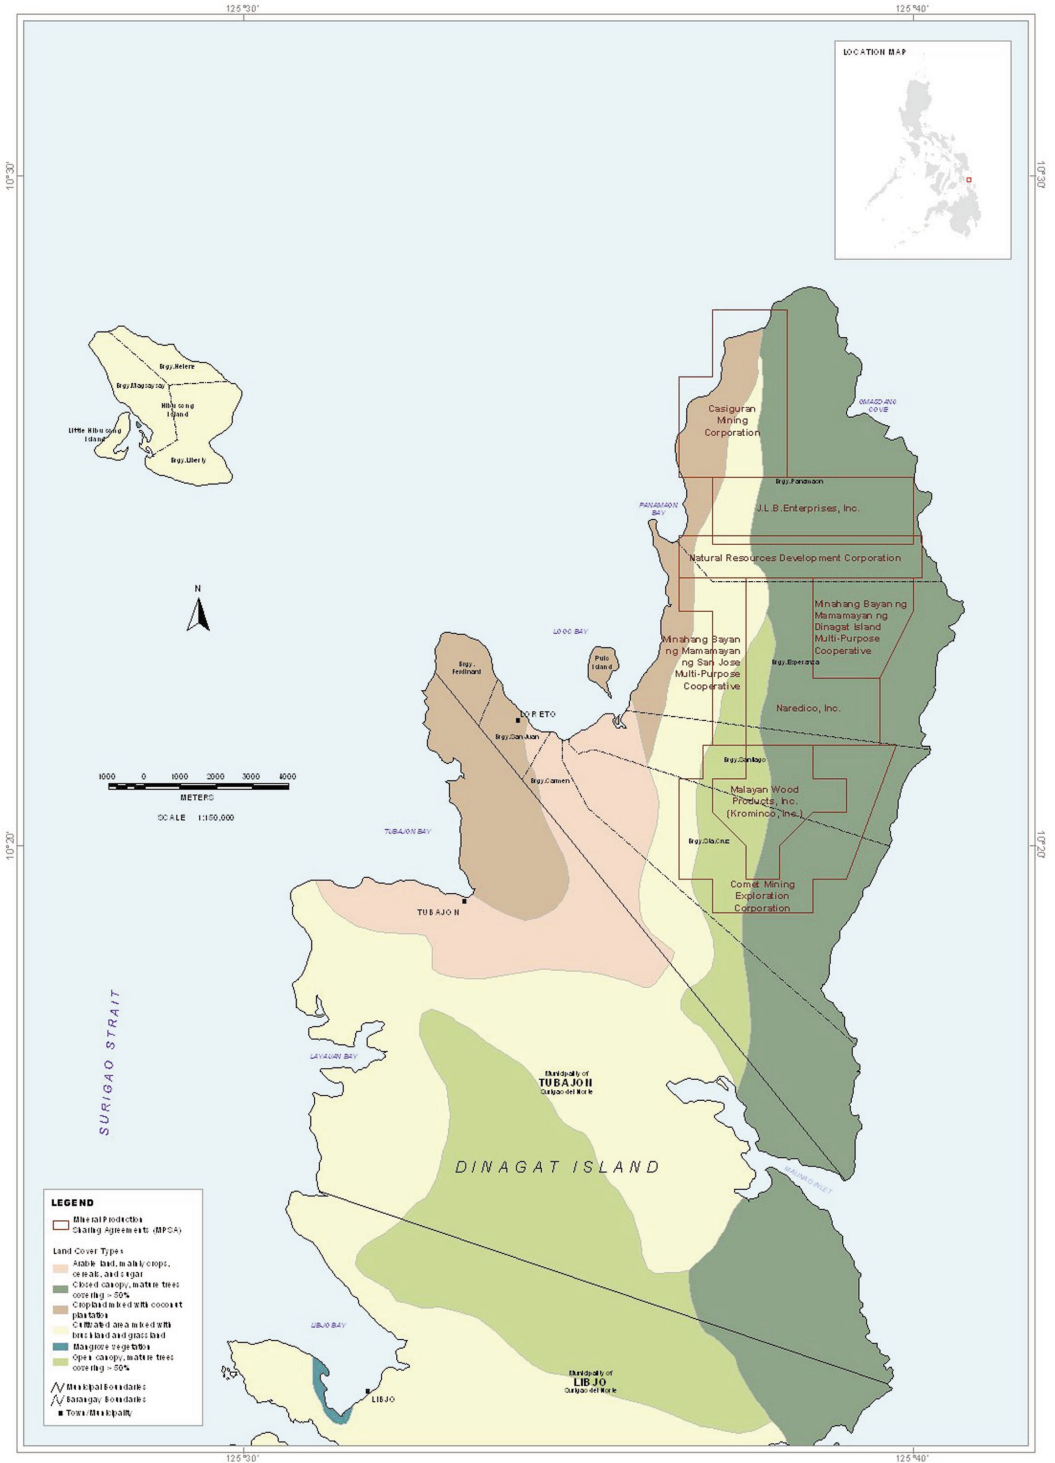 125°30'
125°40'
LOCATION MAP
10°30'
10°30'
Brgy. Helene
Brgy. Magsaysay
Hibusong
Island
Little Hibusong
Island
Brgy. Liberty
OMASDANG
COVE
Casiguran
Mining
Corporation
Brgy. Panamaon
PANAMAON
BAY
J.L.B.Enterprises, Inc.
Natural Resources Development Corporation
N
LOOC BAY
Minahang Bayan ng
Mamamayan ng
Dinagat Island
Multi-Purpose
Cooperative
Minahang Bayan
ng Mamamayan
ng San Jose
Multi-Purpose
Cooperative
Pulo
Island
Brgy.
Ferdinand
Brgy. Esperanza
Naredico, Inc.
LORETO
Brgy. San Juan
Brgy. Santiago
Brgy. Carmen
1000 0 1000 2000 3000 4000
METERS
SCALE 1:150,000
Malayan Wood
Products, Inc.
(Krominco, Inc.)
TUBAJON BAY
Brgy. Sta. Cruz
10°20'
10°20'
Comet Mining
Exploration
Corporation
TUBAJON
SURIGAO STRAIT
LAYAUAN BAY
Municipality of
TUBAJON
Surigao del Norte
DINAGAT ISLAND
MALINAO INLET
LEGEND
Mineral Production
Sharing Agreements (MPSA)
Land Cover Types
Arable land, mainly crops,
cereals, and sugar
Closed canopy, mature trees
covering > 50%
Cropland mixed with coconut
plantation
Cultivated area mixed with
brushland and grassland
Mangrove vegetation
Open canopy, mature trees
covering > 50%
Municipal Boundaries
Barangay Boundaries
Town/Municipality
LIBJO BAY
LIBJO
Municipality of
LIBJO
Surigao del Norte
125°30'
125°40'